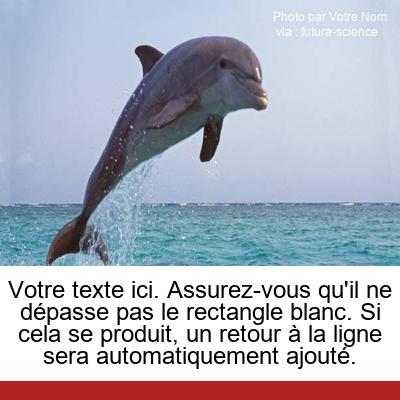 Photo par Votre Nom
via : futura-science
Votre texte ici. Assurez-vous qu'il ne
dépasse pas le rectangle blanc. Si
cela se produit, un retour à la ligne
sera automatiquement ajouté.